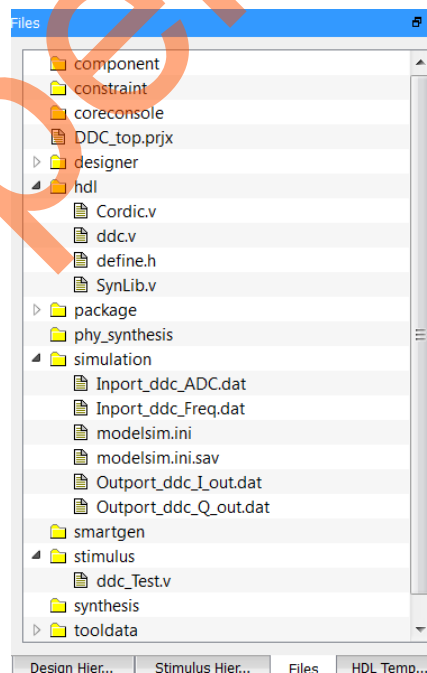 Files
component
constraint
coreconsole
DDC_top.prjx
designer
hdl
Cordic.v
ddc.v
define.h
SynLib.v
package
phy_synthesis
simulation
Inport_ddc_ADC.dat
Inport_ddc_Freq.dat
modelsim.ini
modelsim.ini.sav
Outport_ddc_I_out.dat
Outport_ddc_Q_out.dat
smartgen
stimulus
ddc_Test.v
synthesis
tooldata
Design Hier... Stimulus Hier... Files HDL Temp...